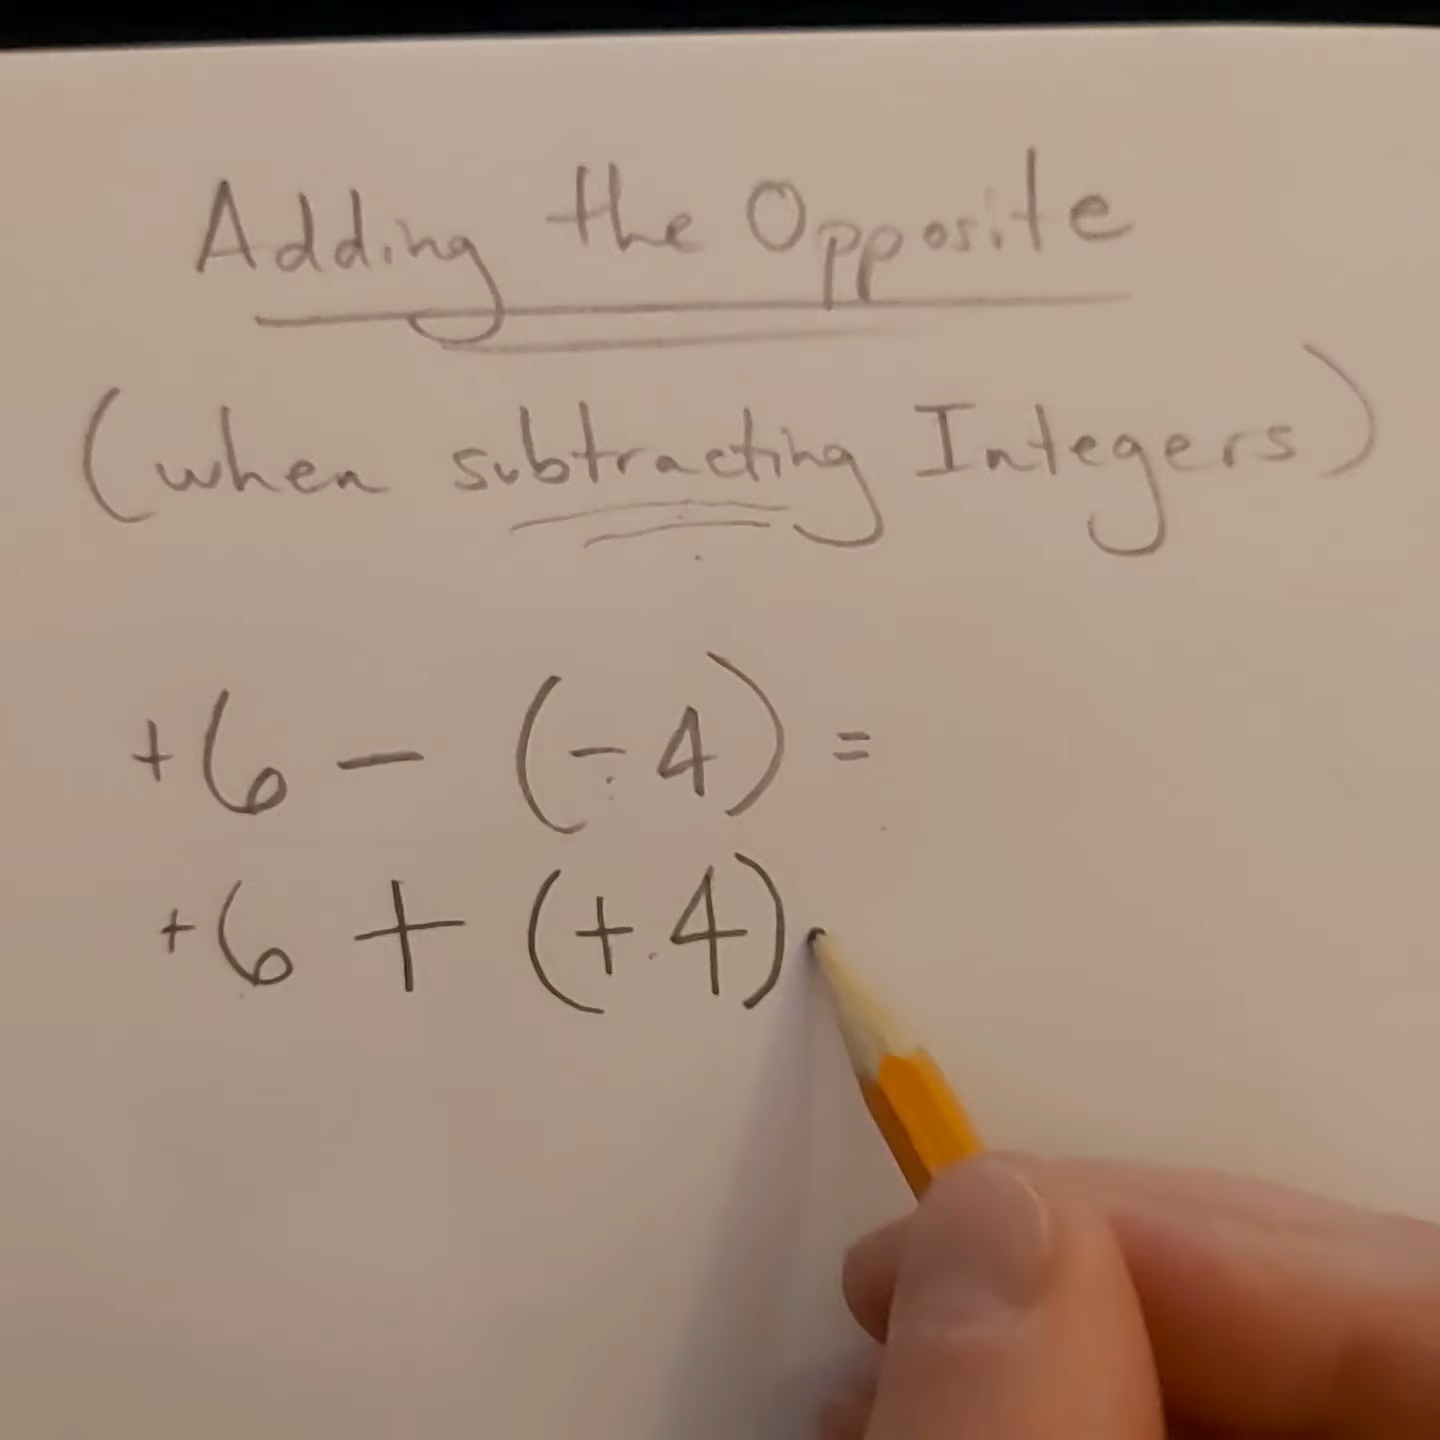 Adding the Opposite
(when subtracting Integers)
+6 − (−4) =
+6 + (+4)